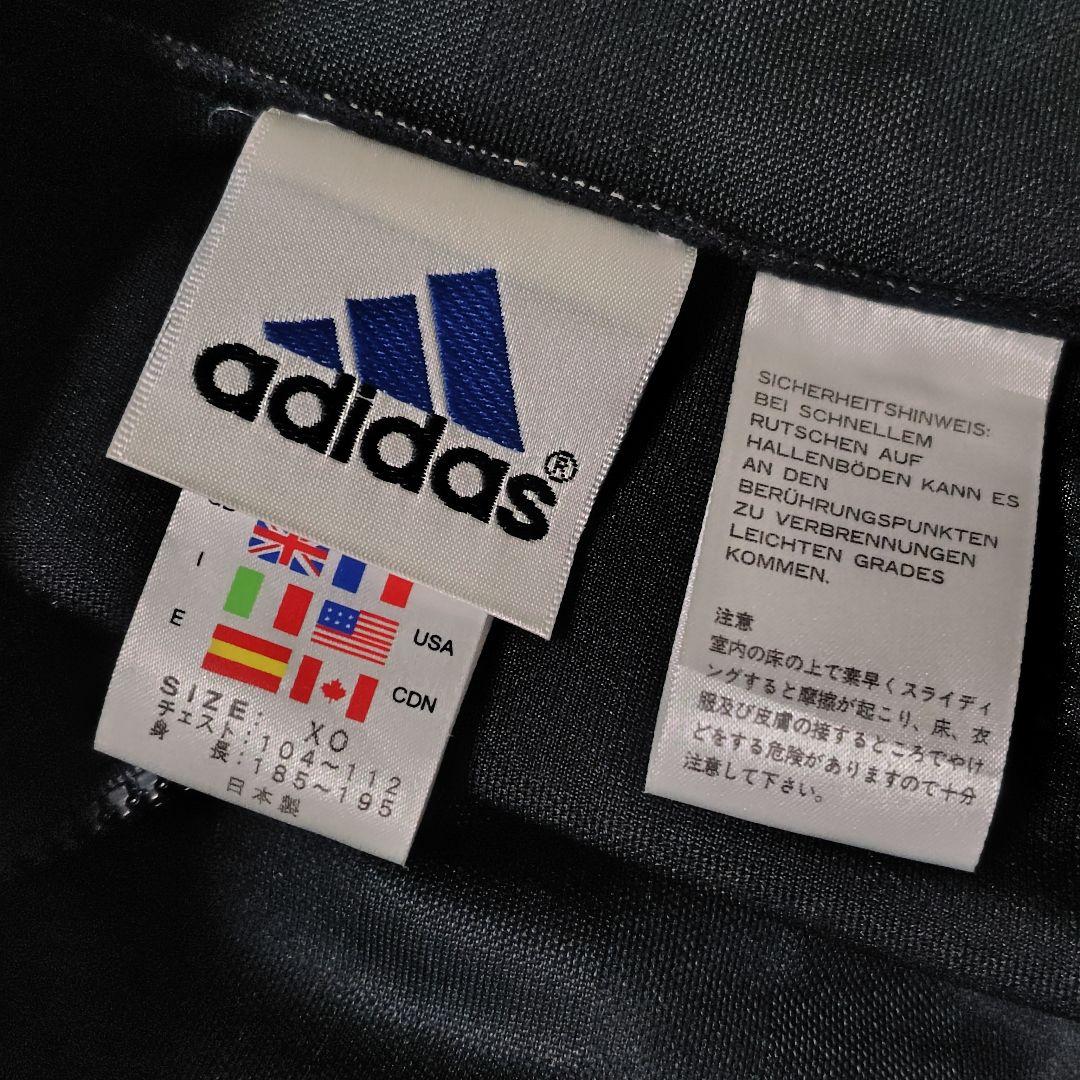 adidas®
I
E
USA
CDN
SIZE: XO
チェスト:104~112
身 長:185~195
日本製
SICHERHEITSHINWEIS:
BEI SCHNELLEM
RUTSCHEN AUF
HALLENBÖDEN KANN ES
AN DEN
BERÜHRUNGSPUNKTEN
ZU VERBRENNUNGEN
LEICHTEN GRADES
KOMMEN.
注意
室内の床の上で素早くスライディ
ングすると摩擦が起こり、床、衣
服及び皮膚の接するところでやけ
どをする危険がありますので十分
注意して下さい。